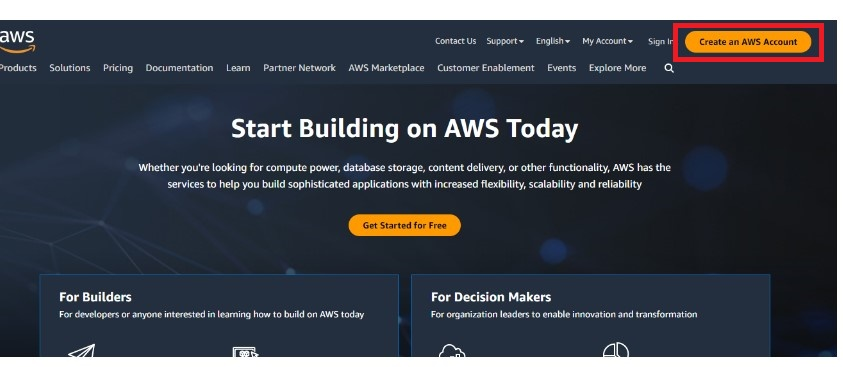 aws
Contact Us Support English My Account Sign In Create an AWS Account
Products Solutions Pricing Documentation Learn Partner Network AWS Marketplace Customer Enablement Events Explore More
Start Building on AWS Today
Whether you're looking for compute power, database storage, content delivery, or other functionality, AWS has the
services to help you build sophisticated applications with increased flexibility, scalability and reliability
Get Started for Free
For Builders
For developers or anyone interested in learning how to build on AWS today
For Decision Makers
For organization leaders to enable innovation and transformation